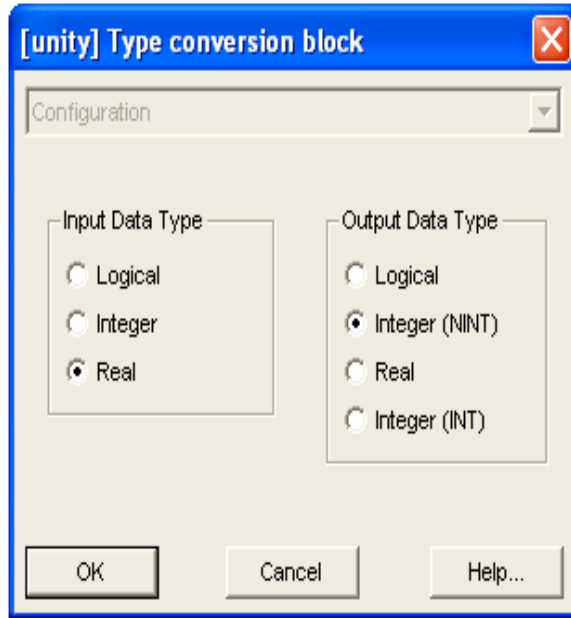 [unity] Type conversion block
Configuration
Input Data Type
Logical
Integer
Real
Output Data Type
Logical
Integer (NINT)
Real
Integer (INT)
OK
Cancel
Help...